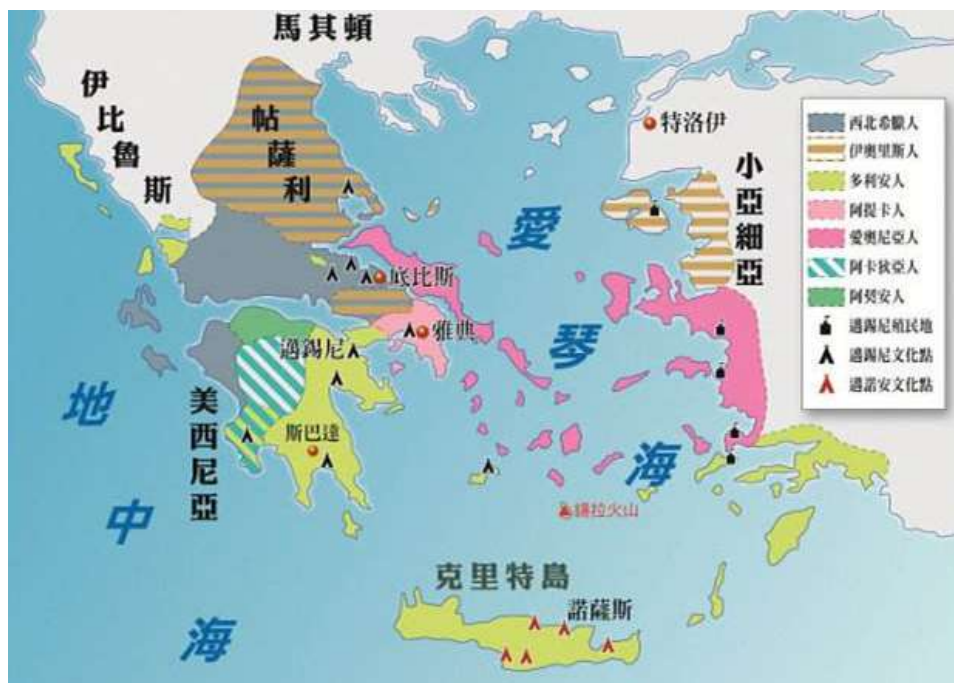 馬其頓
伊比魯斯
帖薩利
特洛伊
小亞細亞
愛琴海
底比斯
雅典
邁錫尼
美西尼亞
斯巴達
地中海
錫拉火山
克里特島
諾薩斯
西北希臘人
伊奧里斯人
多利安人
阿提卡人
愛奧尼亞人
阿卡狄亞人
阿契安人
邁錫尼殖民地
邁錫尼文化點
邁諾安文化點